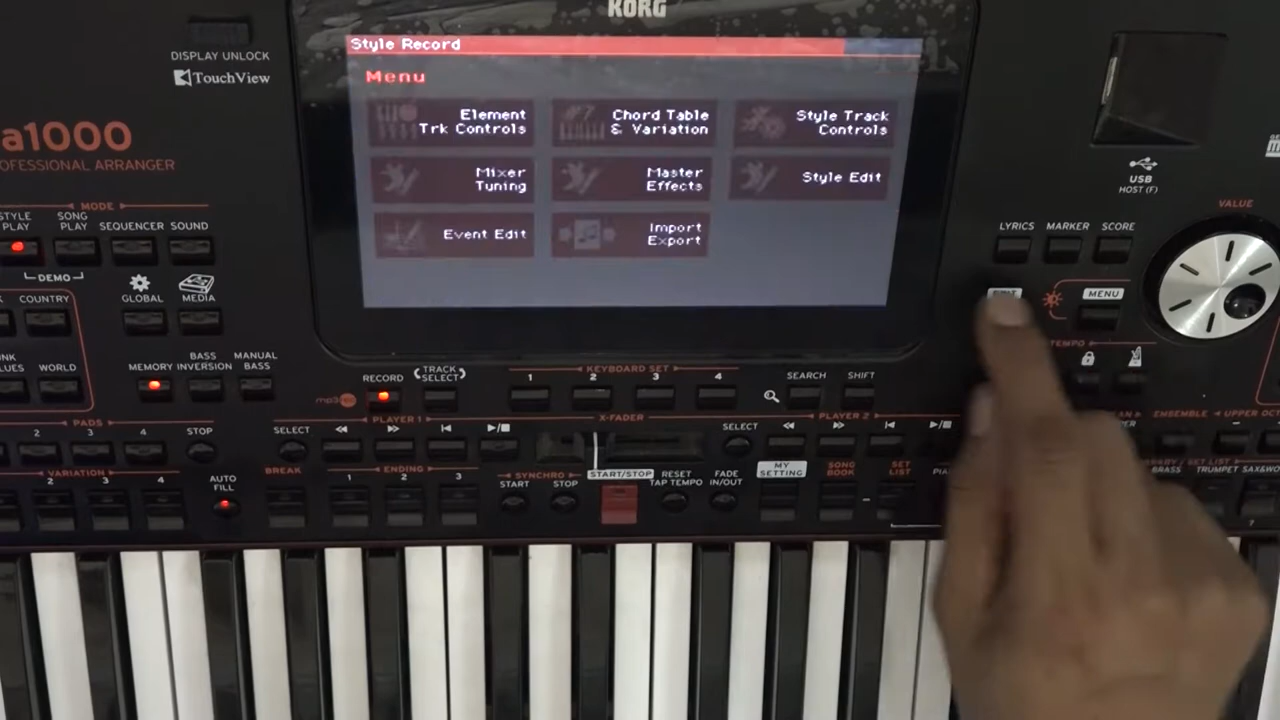 KORG
DISPLAY UNLOCK
TouchView
a1000
OFESSIONAL ARRANGER
Style Record
Menu
Element
Trk Controls
Chord Table
& Variation
Style Track
Controls
Mixer
Tuning
Master
Effects
Style Edit
Event Edit
Import
Export
USB
HOST (F)
VALUE
MODE
STYLE
PLAY
SONG
PLAY
SEQUENCER
SOUND
DEMO
GLOBAL
MEDIA
COUNTRY
WORLD
MEMORY
BASS
INVERSION
MANUAL
BASS
LYRICS
MARKER
SCORE
MENU
TEMPO
RECORD
TRACK
SELECT
KEYBOARD SET
1 2 3 4
SEARCH
SHIFT
PADS
2 3 4 STOP
PLAYER 1
SELECT
X-FADER
PLAYER 2
SELECT
ENSEMBLE
VARIATION
2 3 4
AUTO
FILL
BREAK
ENDING
1 2 3
SYNCHRO
START STOP
START/STOP
RESET
TAP TEMPO
FADE
IN/OUT
MY
SETTING
SONG
BOOK
SET
LIST
BRASS
TRUMPET
7